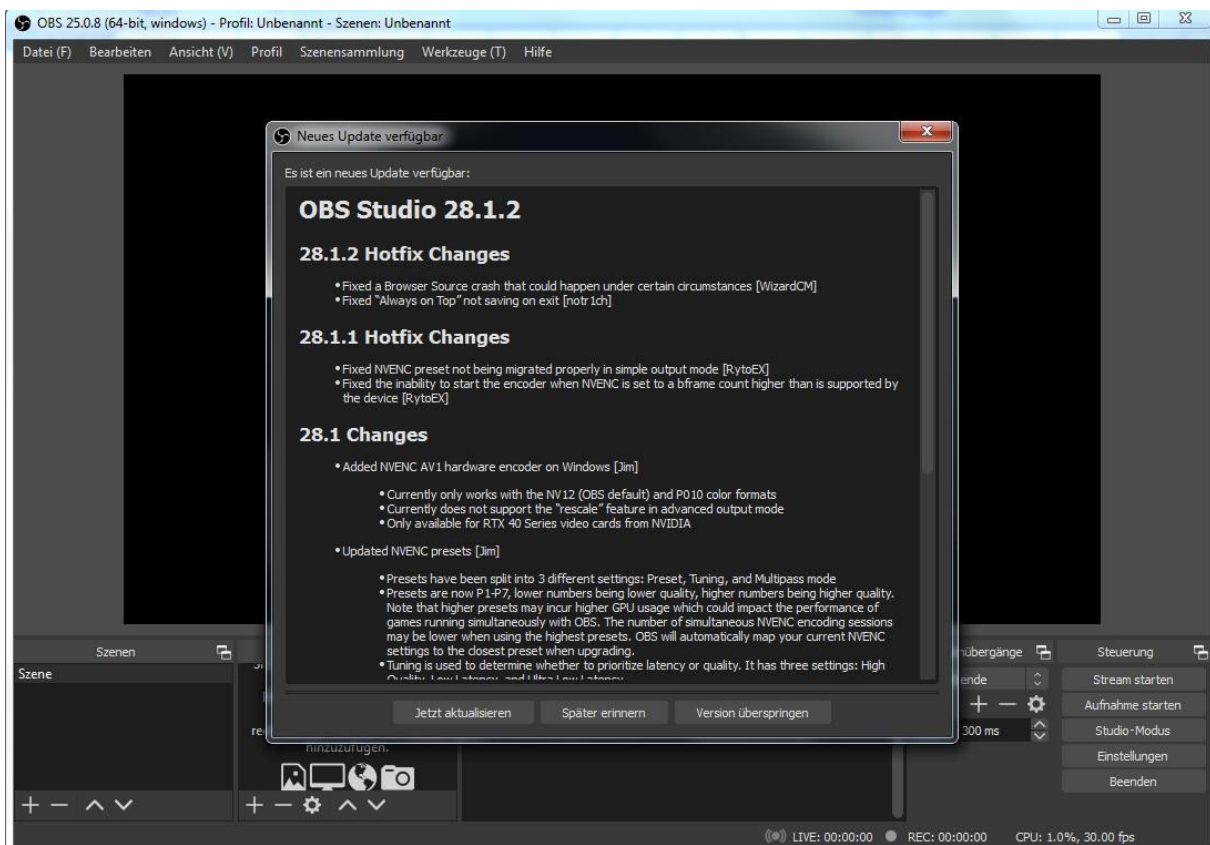 OBS 25.0.8 (64-bit, windows) - Profil: Unbenannt - Szenen: Unbenannt
Datei (F) Bearbeiten Ansicht (V) Profil Szenensammlung Werkzeuge (T) Hilfe
Neues Update verfügbar
Es ist ein neues Update verfügbar:
OBS Studio 28.1.2
28.1.2 Hotfix Changes
•Fixed a Browser Source crash that could happen under certain circumstances [WizardCM]
•Fixed “Always on Top” not saving on exit [notr1ch]
28.1.1 Hotfix Changes
•Fixed NVENC preset not being migrated properly in simple output mode [RytoEX]
•Fixed the inability to start the encoder when NVENC is set to a bframe count higher than is supported by
the device [RytoEX]
28.1 Changes
•Added NVENC AV1 hardware encoder on Windows [Jim]
•Currently only works with the NV12 (OBS default) and P010 color formats
•Currently does not support the “rescale” feature in advanced output mode
•Only available for RTX 40 Series video cards from NVIDIA
•Updated NVENC presets [Jim]
•Presets have been split into 3 different settings: Preset, Tuning, and Multipass mode
•Presets are now P1-P7, lower numbers being lower quality, higher numbers being higher quality.
Note that higher presets may incur higher GPU usage which could impact the performance of
games running simultaneously with OBS. The number of simultaneous NVENC encoding sessions
may be lower when using the highest presets. OBS will automatically map your current NVENC
settings to the closest preset when upgrading.
•Tuning is used to determine whether to prioritize latency or quality. It has three settings: High
Quality, Low Latency, and Ultra Low Latency
Jetzt aktualisieren Später erinnern Version überspringen
Szenen
Szene
hinzuzufügen.
nübergänge
ende
300 ms
Steuerung
Stream starten
Aufnahme starten
Studio-Modus
Einstellungen
Beenden
LIVE: 00:00:00 REC: 00:00:00 CPU: 1.0%, 30.00 fps